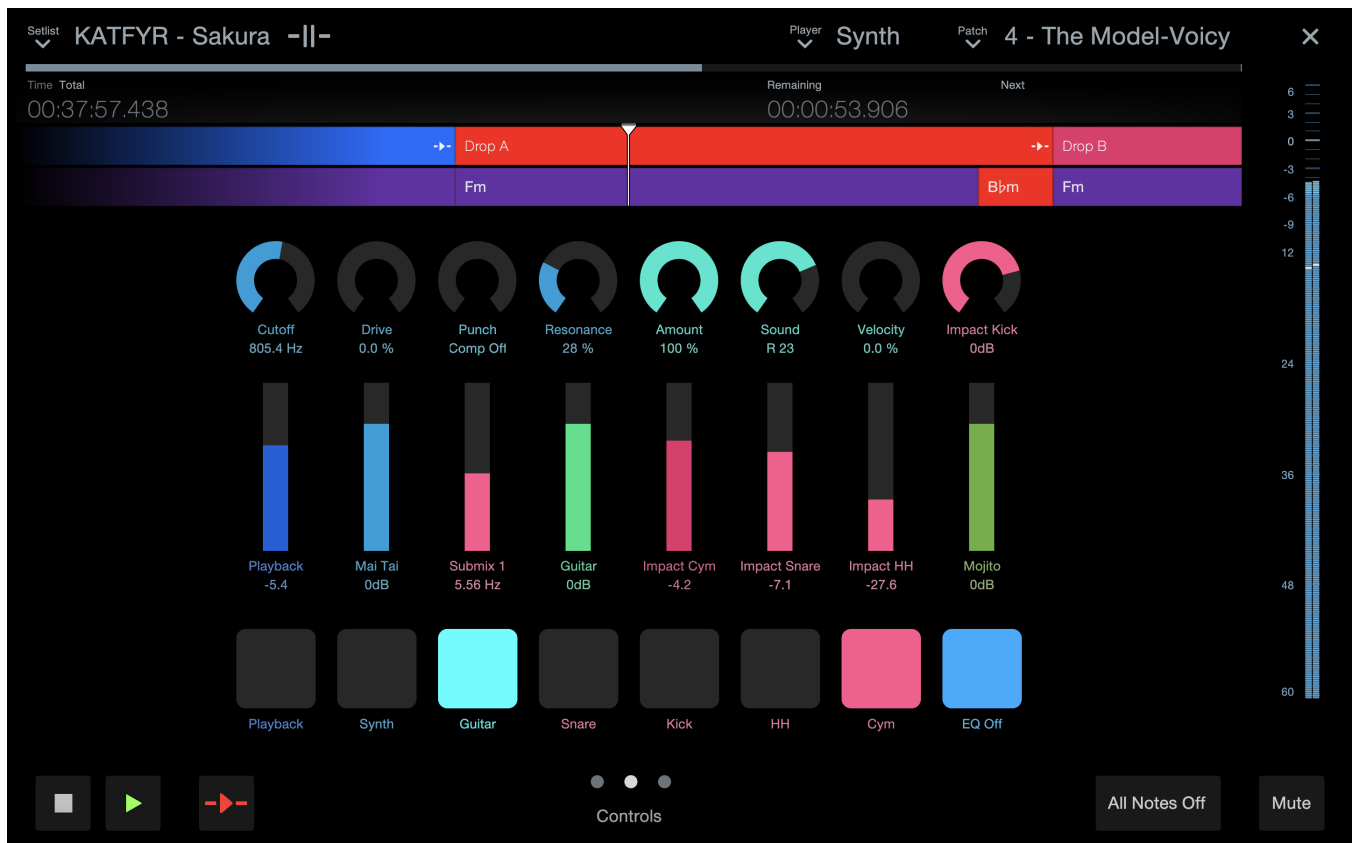 Setlist KATFYR - Sakura
Player Synth
Patch 4 - The Model-Voicy
Time Total
Remaining
Next
00:37:57.438
00:00:53.906
Drop A
Drop B
Fm
B♭m
Fm
6
3
0
-3
-6
-9
12
24
36
48
60
Cutoff
805.4 Hz
Drive
0.0 %
Punch
Comp Off
Resonance
28 %
Amount
100 %
Sound
R 23
Velocity
0.0 %
Impact Kick
0dB
Playback
-5.4
Mai Tai
0dB
Submix 1
5.56 Hz
Guitar
0dB
Impact Cym
-4.2
Impact Snare
-7.1
Impact HH
-27.6
Mojito
0dB
Playback
Synth
Guitar
Snare
Kick
HH
Cym
EQ Off
Controls
All Notes Off
Mute